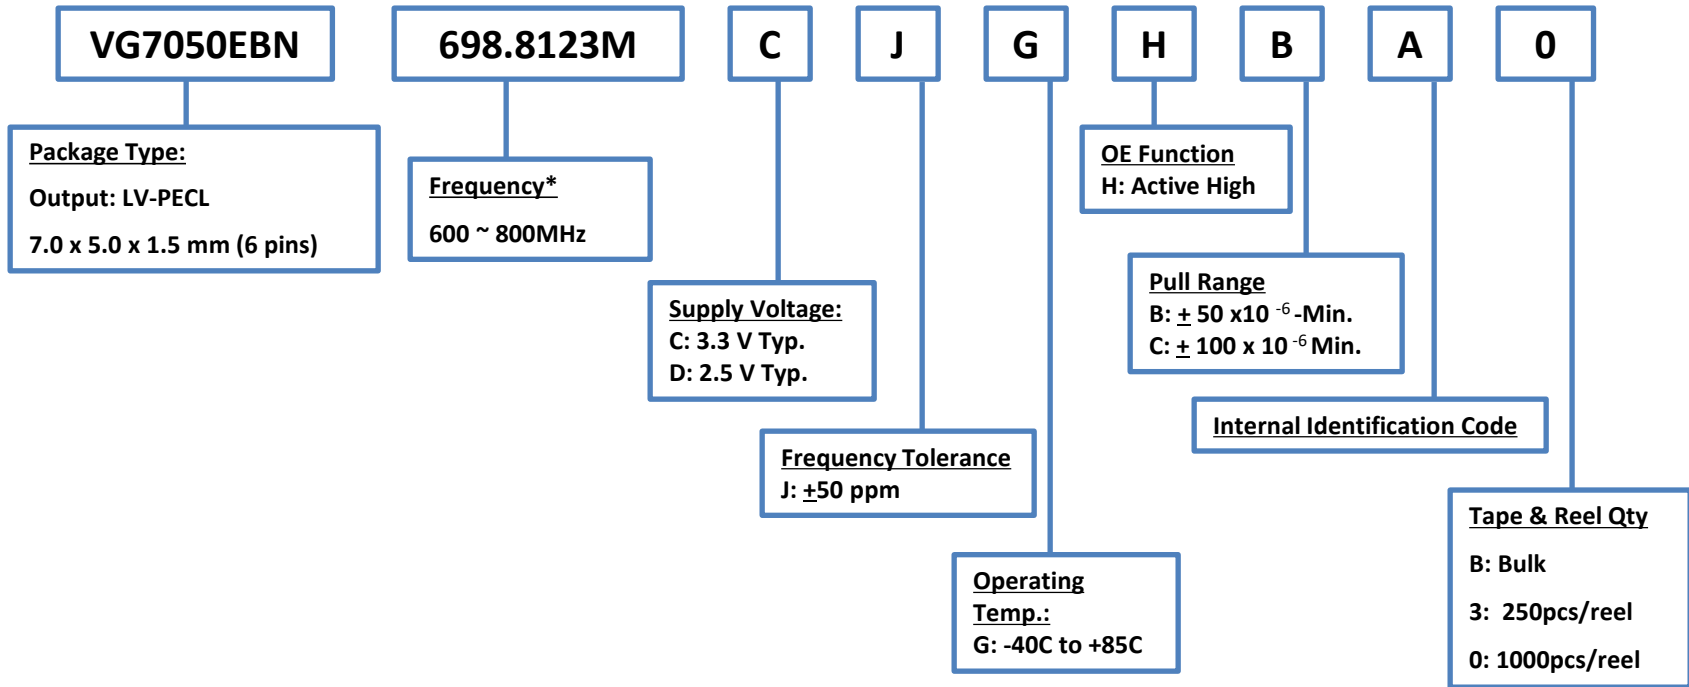 VG7050EBN 698.8123M C J G H B A 0
Package Type:
Output: LV-PECL
7.0 x 5.0 x 1.5 mm (6 pins)
Frequency*
600 ~ 800MHz
Supply Voltage:
C: 3.3 V Typ.
D: 2.5 V Typ.
Frequency Tolerance
J: ±50 ppm
Operating
Temp.:
G: -40C to +85C
OE Function
H: Active High
Pull Range
B: ± 50 x10 ⁻⁶ -Min.
C: ± 100 x 10 ⁻⁶ Min.
Internal Identification Code
Tape & Reel Qty
B: Bulk
3: 250pcs/reel
0: 1000pcs/reel